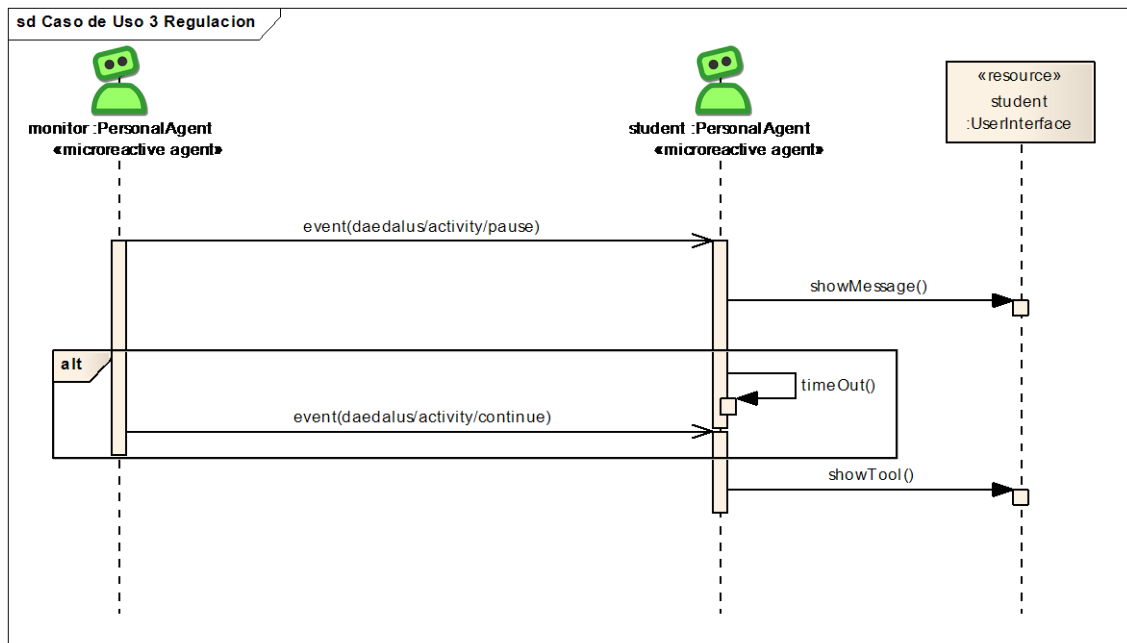 sd Caso de Uso 3 Regulacion
monitor :PersonalAgent
«microreactive agent»
student :PersonalAgent
«microreactive agent»
«resource»
student
:UserInterface
event(daedalus/activity/pause)
showMessage()
alt
timeOut()
event(daedalus/activity/continue)
showTool()